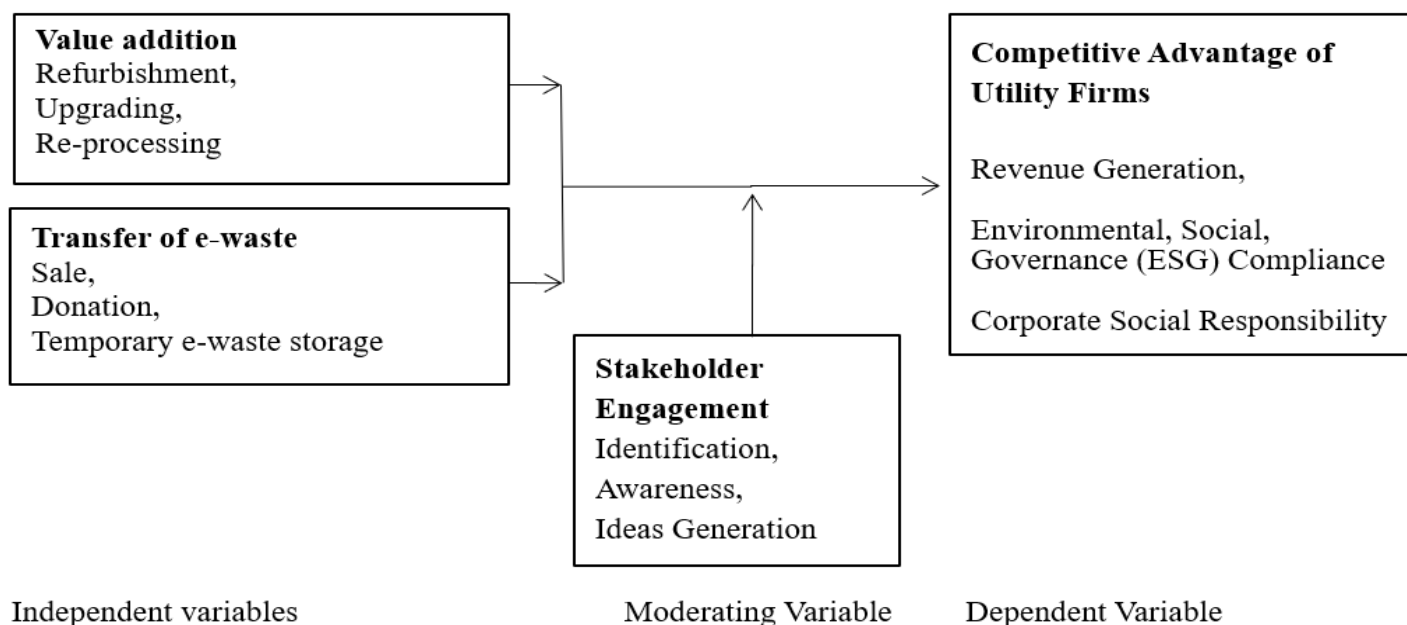 Value addition
Refurbishment,
Upgrading,
Re-processing
Transfer of e-waste
Sale,
Donation,
Temporary e-waste storage
Stakeholder
Engagement
Identification,
Awareness,
Ideas Generation
Competitive Advantage of
Utility Firms
Revenue Generation,
Environmental, Social,
Governance (ESG) Compliance
Corporate Social Responsibility
Independent variables
Moderating Variable
Dependent Variable